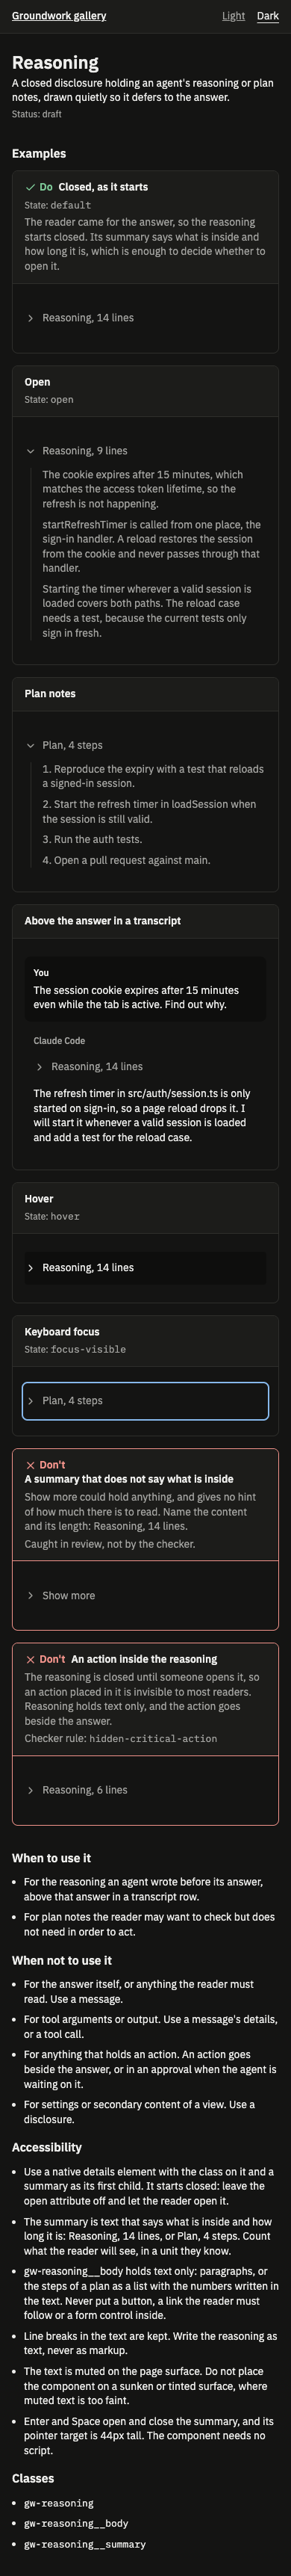 Groundwork gallery
Light Dark
Reasoning
A closed disclosure holding an agent's reasoning or plan
notes, drawn quietly so it defers to the answer.
Status: draft
Examples
Do Closed, as it starts
State: default
The reader came for the answer, so the reasoning
starts closed. Its summary says what is inside and
how long it is, which is enough to decide whether to
open it.
Reasoning, 14 lines
Open
State: open
Reasoning, 9 lines
The cookie expires after 15 minutes, which
matches the access token lifetime, so the
refresh is not happening.
startRefreshTimer is called from one place, the
sign-in handler. A reload restores the session
from the cookie and never passes through that
handler.
Starting the timer wherever a valid session is
loaded covers both paths. The reload case
needs a test, because the current tests only
sign in fresh.
Plan notes
Plan, 4 steps
1. Reproduce the expiry with a test that reloads
a signed-in session.
2. Start the refresh timer in loadSession when
the session is still valid.
3. Run the auth tests.
4. Open a pull request against main.
Above the answer in a transcript
You
The session cookie expires after 15 minutes
even while the tab is active. Find out why.
Claude Code
Reasoning, 14 lines
The refresh timer in src/auth/session.ts is only
started on sign-in, so a page reload drops it. I
will start it whenever a valid session is loaded
and add a test for the reload case.
Hover
State: hover
Reasoning, 14 lines
Keyboard focus
State: focus-visible
Plan, 4 steps
Don't
A summary that does not say what is inside
Show more could hold anything, and gives no hint
of how much there is to read. Name the content
and its length: Reasoning, 14 lines.
Caught in review, not by the checker.
Show more
Don't An action inside the reasoning
The reasoning is closed until someone opens it, so
an action placed in it is invisible to most readers.
Reasoning holds text only, and the action goes
beside the answer.
Checker rule: hidden-critical-action
Reasoning, 6 lines
When to use it
• For the reasoning an agent wrote before its answer,
above that answer in a transcript row.
• For plan notes the reader may want to check but does
not need in order to act.
When not to use it
• For the answer itself, or anything the reader must
read. Use a message.
• For tool arguments or output. Use a message's details,
or a tool call.
• For anything that holds an action. An action goes
beside the answer, or in an approval when the agent is
waiting on it.
• For settings or secondary content of a view. Use a
disclosure.
Accessibility
• Use a native details element with the class on it and a
summary as its first child. It starts closed: leave the
open attribute off and let the reader open it.
• The summary is text that says what is inside and how
long it is: Reasoning, 14 lines, or Plan, 4 steps. Count
what the reader will see, in a unit they know.
• gw-reasoning__body holds text only: paragraphs, or
the steps of a plan as a list with the numbers written in
the text. Never put a button, a link the reader must
follow or a form control inside.
• Line breaks in the text are kept. Write the reasoning as
text, never as markup.
• The text is muted on the page surface. Do not place
the component on a sunken or tinted surface, where
muted text is too faint.
• Enter and Space open and close the summary, and its
pointer target is 44px tall. The component needs no
script.
Classes
• gw-reasoning
• gw-reasoning__body
• gw-reasoning__summary